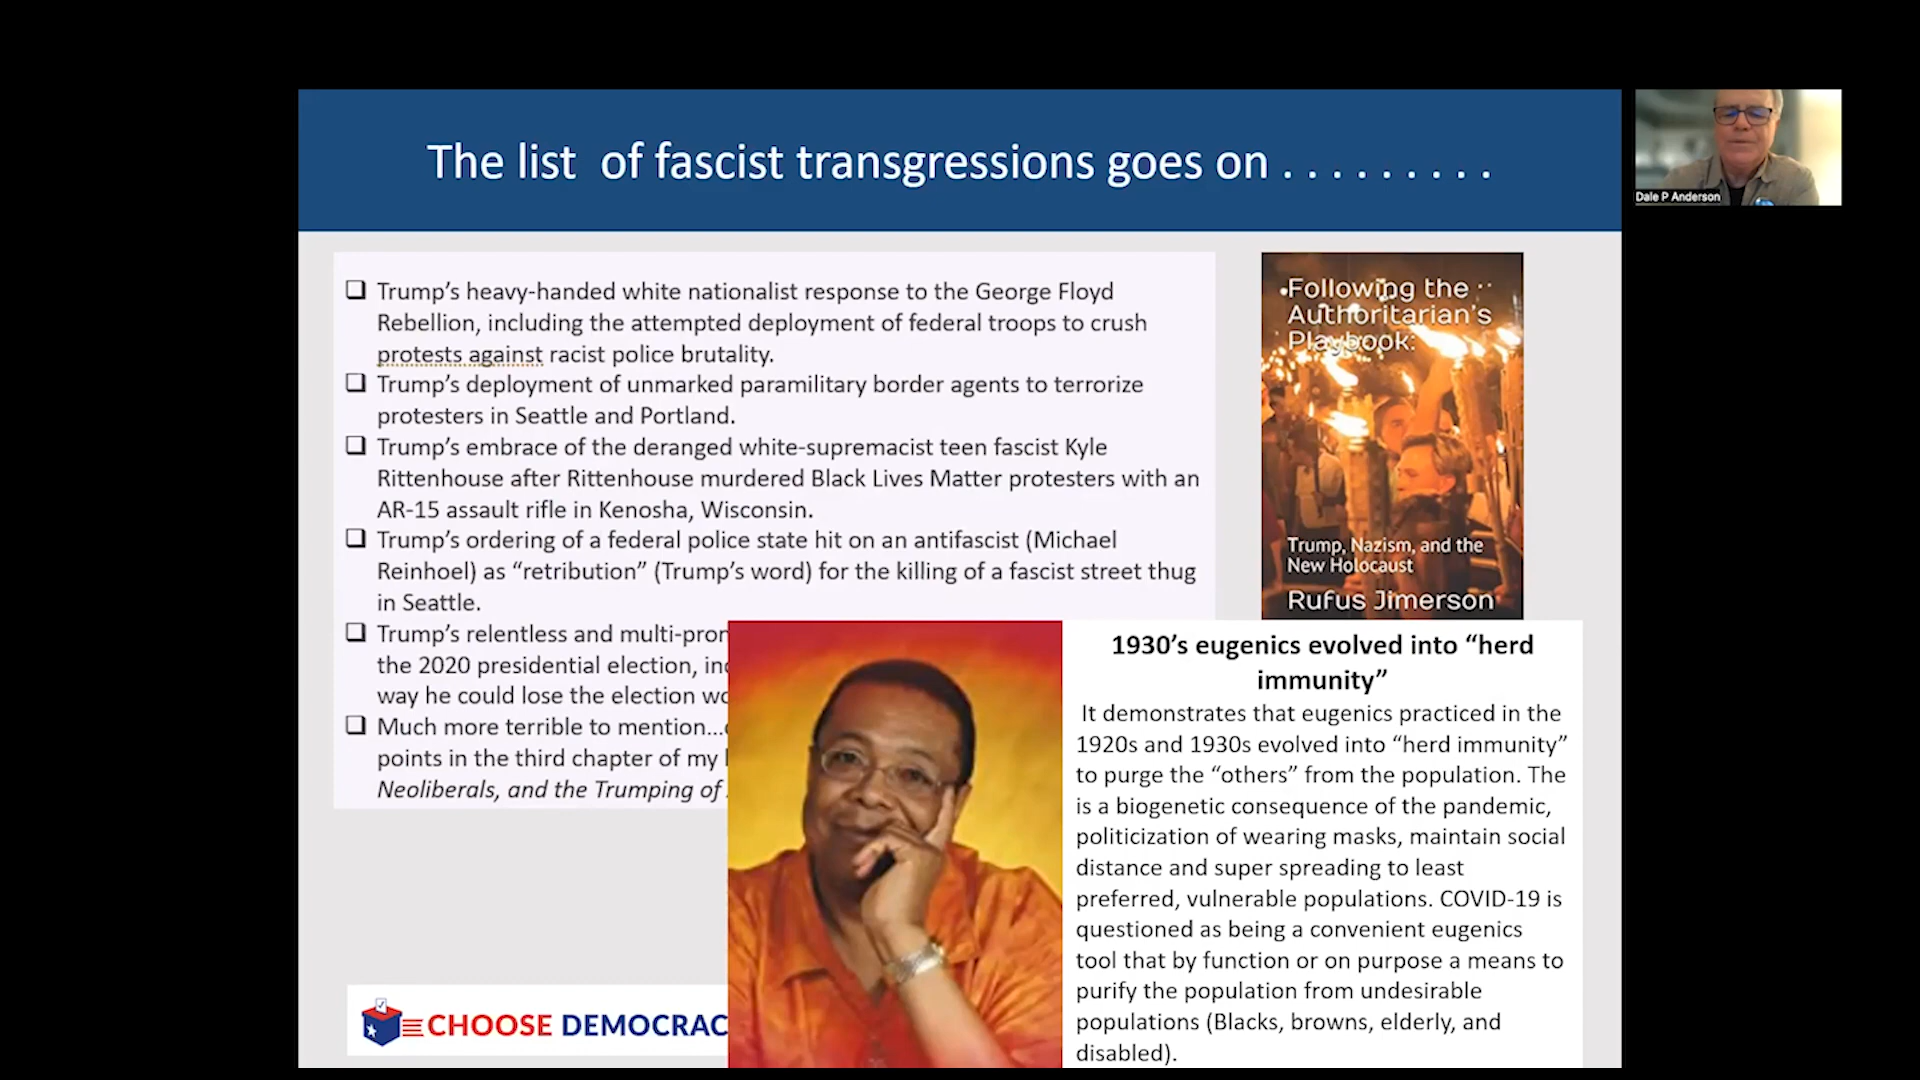 The list of fascist transgressions goes on . . . . . . . . .
Dale P Anderson
Trump’s heavy-handed white nationalist response to the George Floyd
Rebellion, including the attempted deployment of federal troops to crush
protests against racist police brutality.
Trump’s deployment of unmarked paramilitary border agents to terrorize
protesters in Seattle and Portland.
Trump’s embrace of the deranged white-supremacist teen fascist Kyle
Rittenhouse after Rittenhouse murdered Black Lives Matter protesters with an
AR-15 assault rifle in Kenosha, Wisconsin.
Trump’s ordering of a federal police state hit on an antifascist (Michael
Reinhoel) as “retribution” (Trump’s word) for the killing of a fascist street thug
in Seattle.
Trump’s relentless and multi-pron
the 2020 presidential election, inc
way he could lose the election wo
Much more terrible to mention...
points in the third chapter of my
Neoliberals, and the Trumping of
Following the
Authoritarian’s
Playbook:
Trump, Nazism, and the
New Holocaust
Rufus Jimerson
1930’s eugenics evolved into “herd
immunity”
It demonstrates that eugenics practiced in the
1920s and 1930s evolved into “herd immunity”
to purge the “others” from the population. The
is a biogenetic consequence of the pandemic,
politicization of wearing masks, maintain social
distance and super spreading to least
preferred, vulnerable populations. COVID-19 is
questioned as being a convenient eugenics
tool that by function or on purpose a means to
purify the population from undesirable
populations (Blacks, browns, elderly, and
disabled).
CHOOSE DEMOCRAC